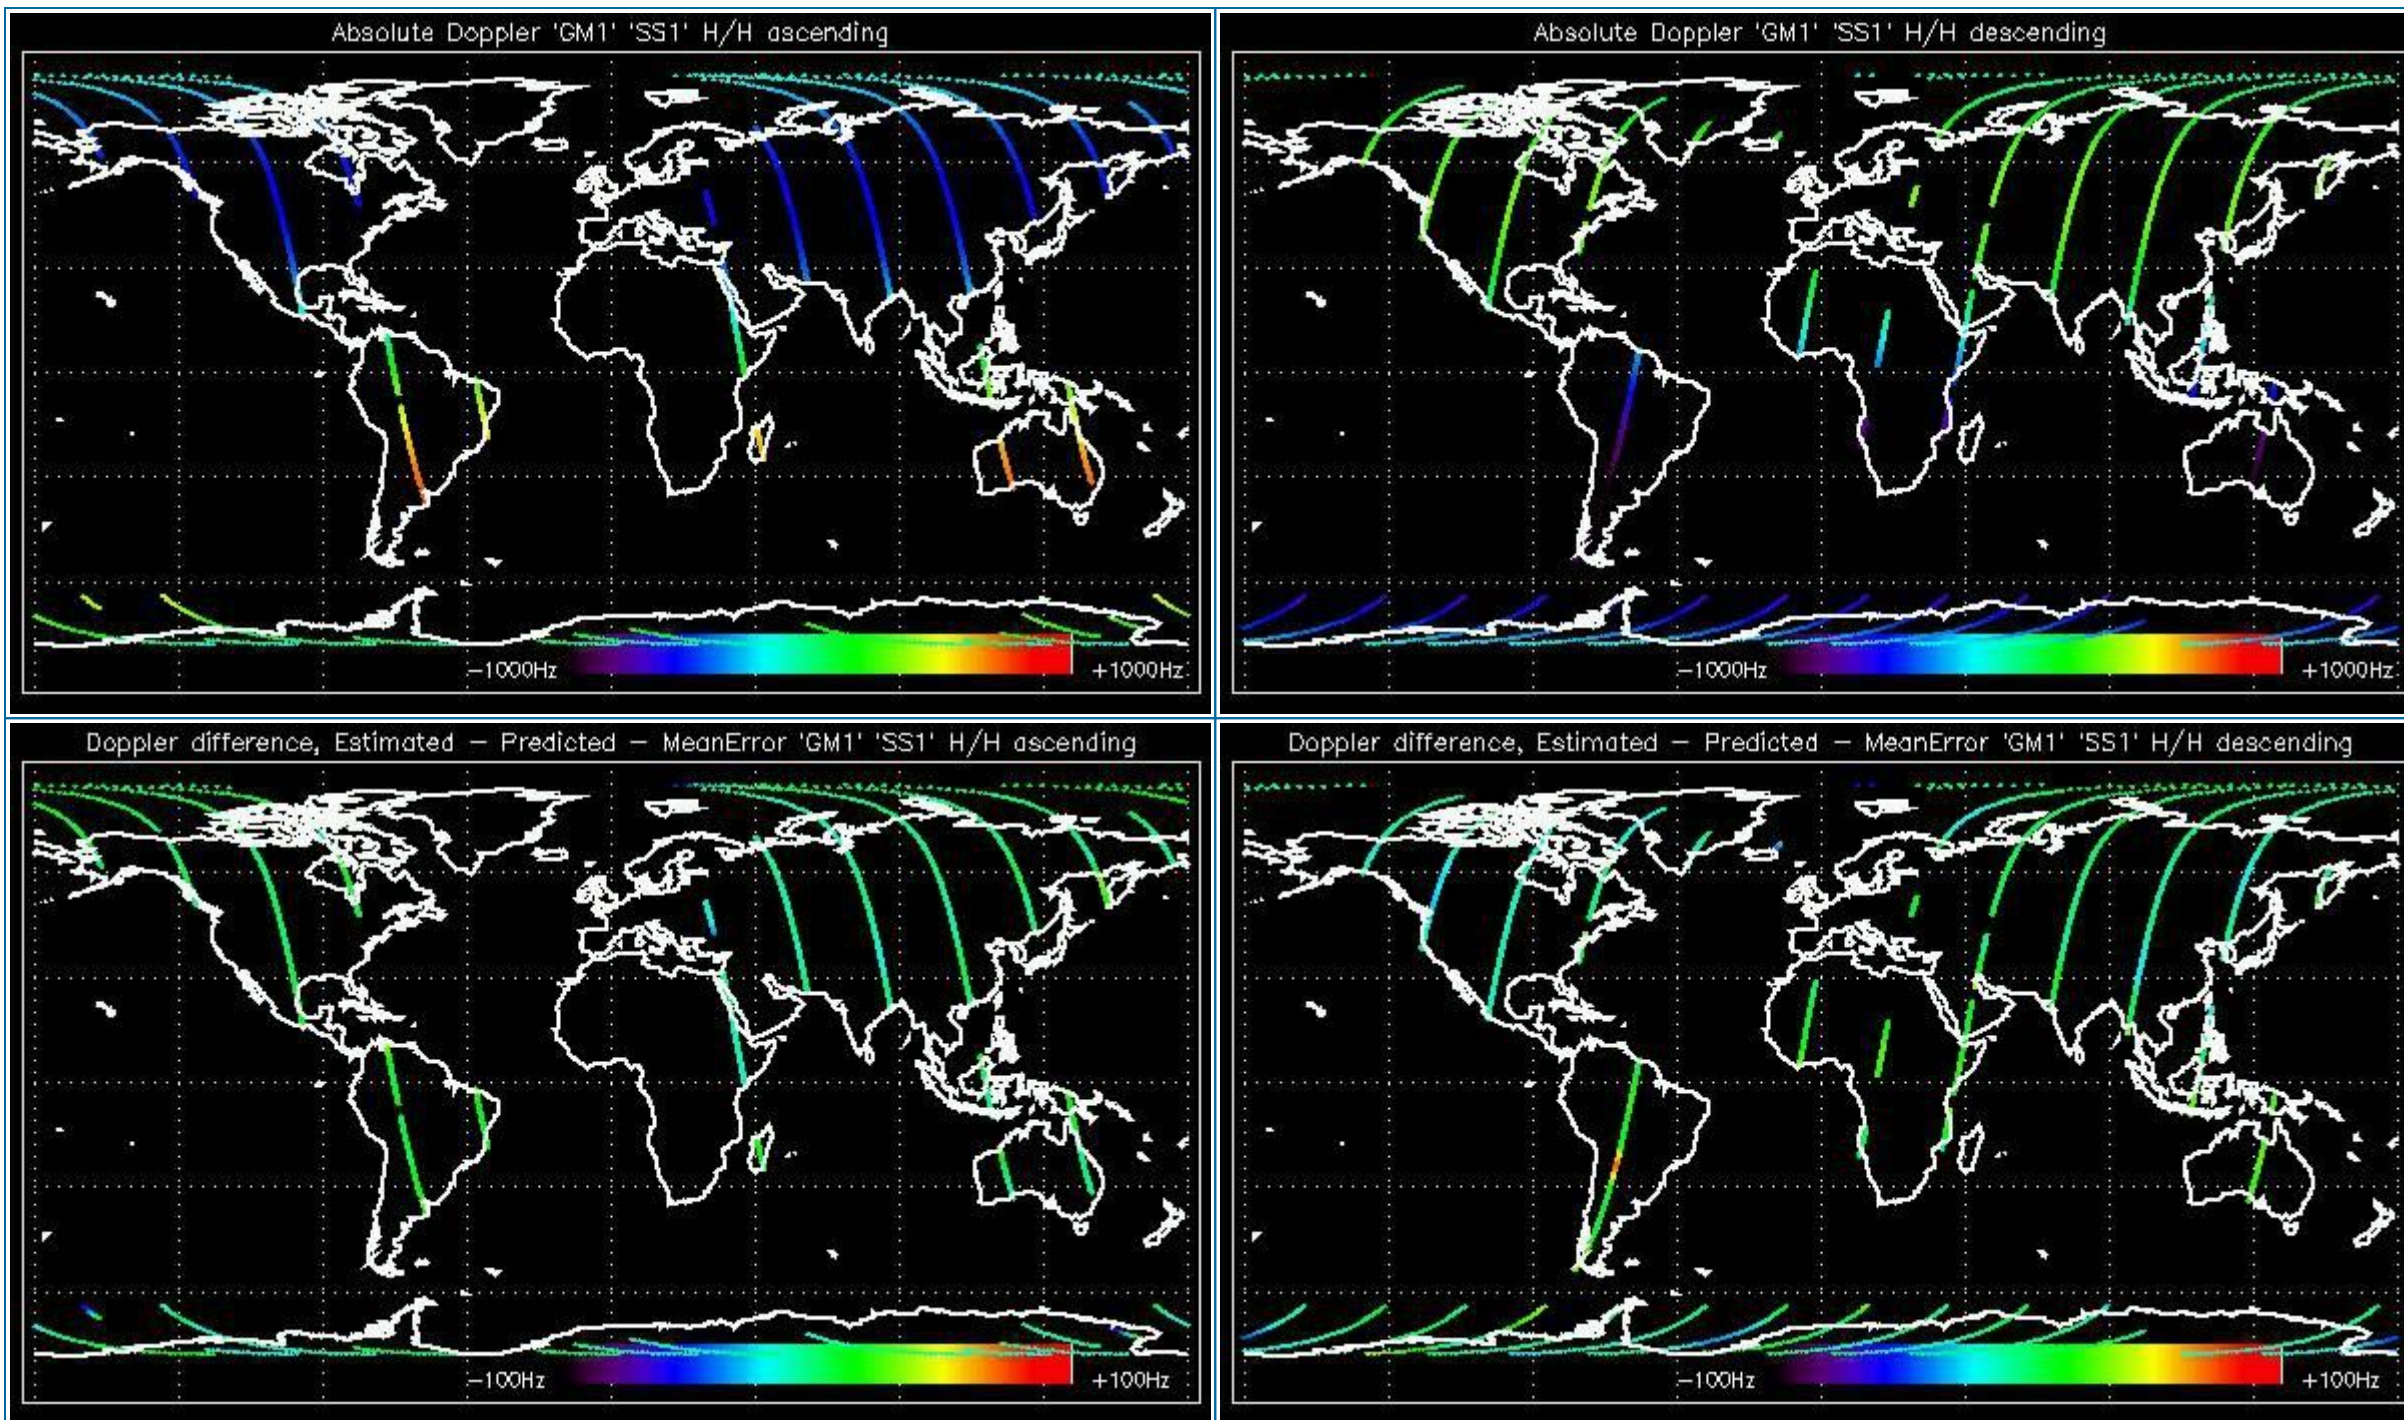 Absolute Doppler 'GM1' 'SS1' H/H ascending
-1000Hz
+1000Hz
Absolute Doppler 'GM1' 'SS1' H/H descending
-1000Hz
+1000Hz
Doppler difference, Estimated - Predicted - MeanError 'GM1' 'SS1' H/H ascending
-100Hz
+100Hz
Doppler difference, Estimated - Predicted - MeanError 'GM1' 'SS1' H/H descending
-100Hz
+100Hz